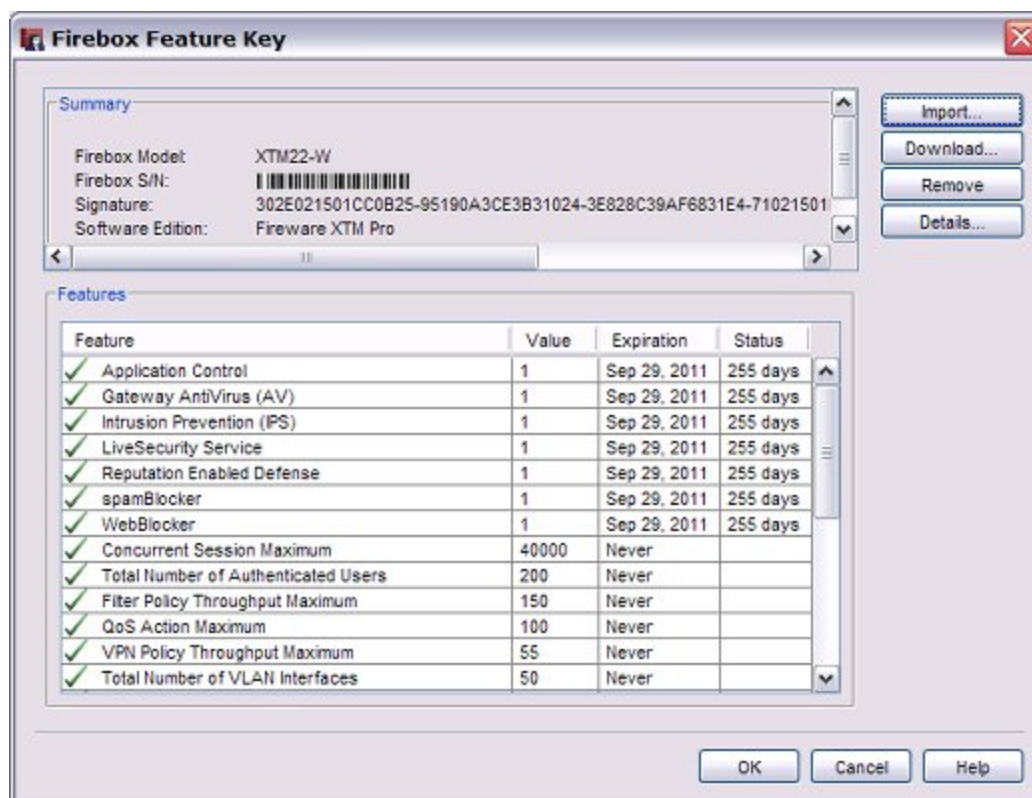 Firebox Feature Key
Summary
Import...
Download...
Remove
Details...
Firebox Model: XTM22-W
Firebox S/N:
Signature: 302E021501CC0B25-95190A3CE3B31024-3E828C39AF6831E4-71021501
Software Edition: Fireware XTM Pro
Features
Feature Value Expiration Status
Application Control 1 Sep 29, 2011 255 days
Gateway AntiVirus (AV) 1 Sep 29, 2011 255 days
Intrusion Prevention (IPS) 1 Sep 29, 2011 255 days
LiveSecurity Service 1 Sep 29, 2011 255 days
Reputation Enabled Defense 1 Sep 29, 2011 255 days
spamBlocker 1 Sep 29, 2011 255 days
WebBlocker 1 Sep 29, 2011 255 days
Concurrent Session Maximum 40000 Never
Total Number of Authenticated Users 200 Never
Filter Policy Throughput Maximum 150 Never
QoS Action Maximum 100 Never
VPN Policy Throughput Maximum 55 Never
Total Number of VLAN Interfaces 50 Never
OK Cancel Help